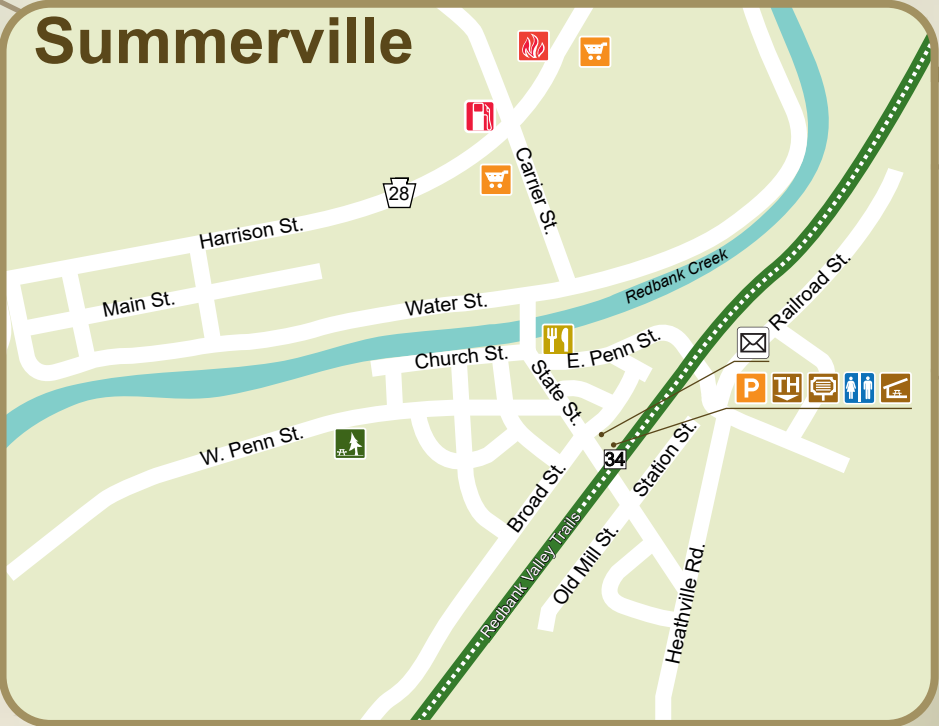 Summerville
Carrier St.
28
Harrison St.
Main St.
Water St.
Redbank Creek
Railroad St.
Church St.
E. Penn St.
State St.
P
TH
W. Penn St.
34
Station St.
Broad St.
Redbank Valley Trails
Old Mill St.
Heathville Rd.